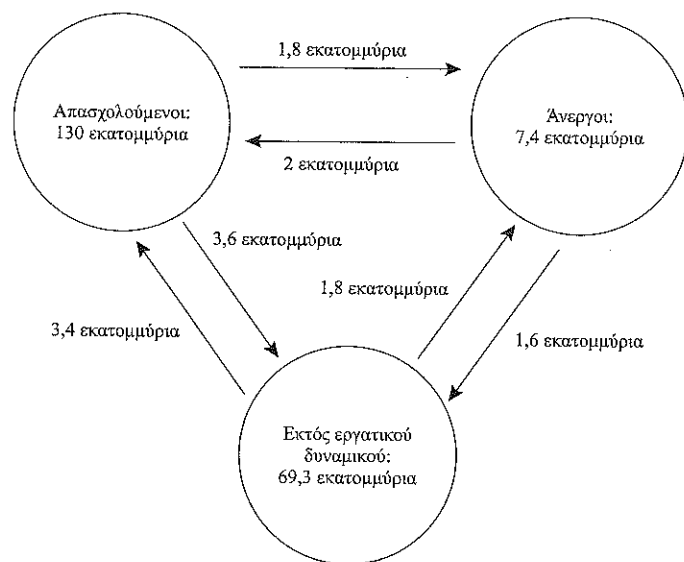 1,8 εκατομμύρια
Απασχολούμενοι:
130 εκατομμύρια
Άνεργοι:
7,4 εκατομμύρια
2 εκατομμύρια
3,6 εκατομμύρια
1,8 εκατομμύρια
3,4 εκατομμύρια
1,6 εκατομμύρια
Εκτός εργατικού
δυναμικού:
69,3 εκατομμύρια